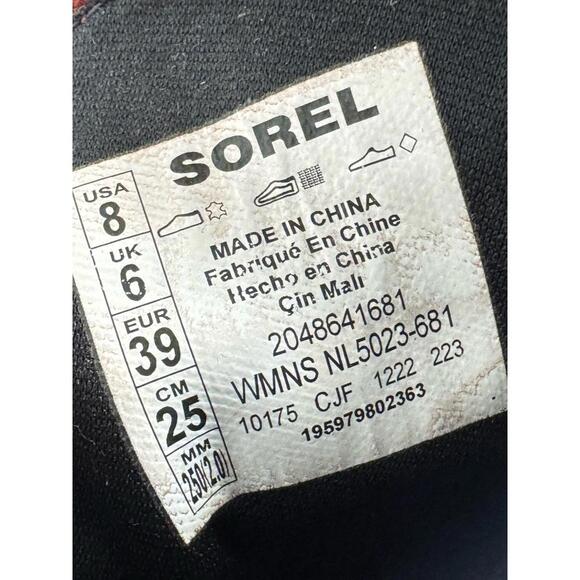 SOREL
USA
8
UK
6
EUR
39
CM
25
MM
250(2.0)
MADE IN CHINA
Fabriqué En Chine
Hecho en China
Çin Malı
2048641681
WMNS NL5023-681
10175 CJF 1222 223
195979802363